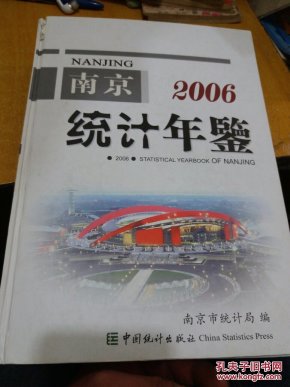 NANJING
南京 2006
统计年鑑
● 2006 ● STATISTICAL YEARBOOK OF NANJING
南京市统计局 编
中国统计出版社 China Statistics Press
孔夫子旧书网